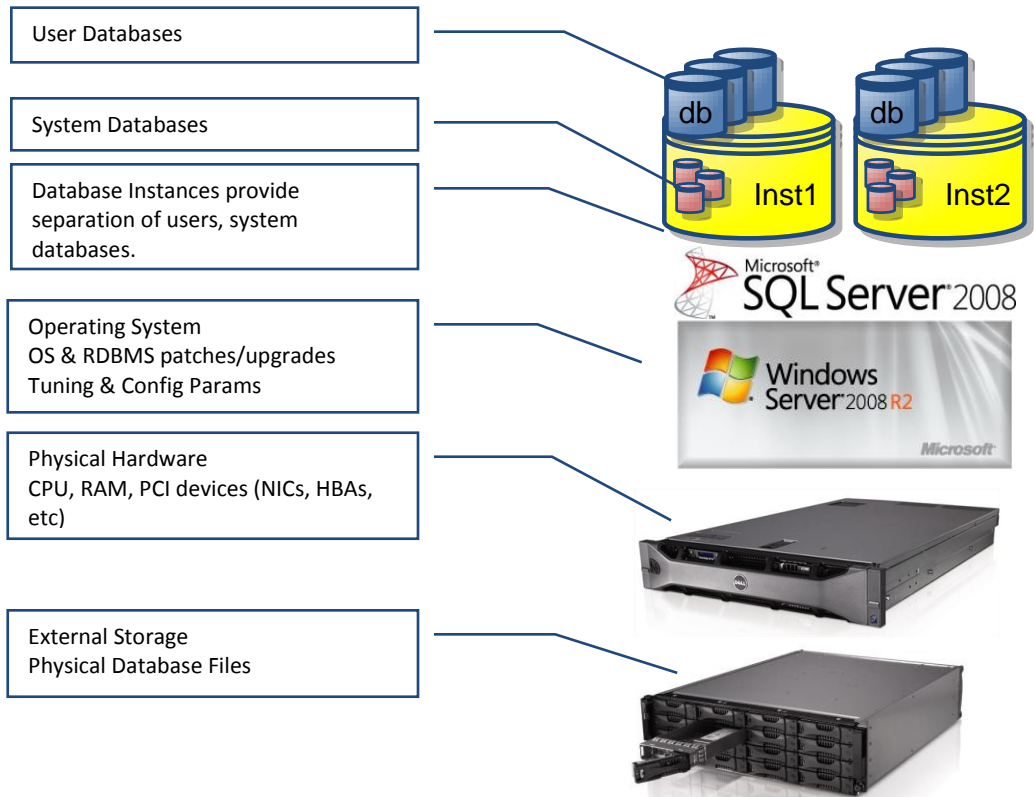 User Databases
System Databases
Database Instances provide
separation of users, system
databases.
Operating System
OS & RDBMS patches/upgrades
Tuning & Config Params
Physical Hardware
CPU, RAM, PCI devices (NICs, HBAs,
etc)
External Storage
Physical Database Files
db
db
Inst1
Inst2
Microsoft®
SQL Server® 2008
Windows
Server® 2008 R2
Microsoft®
DELL